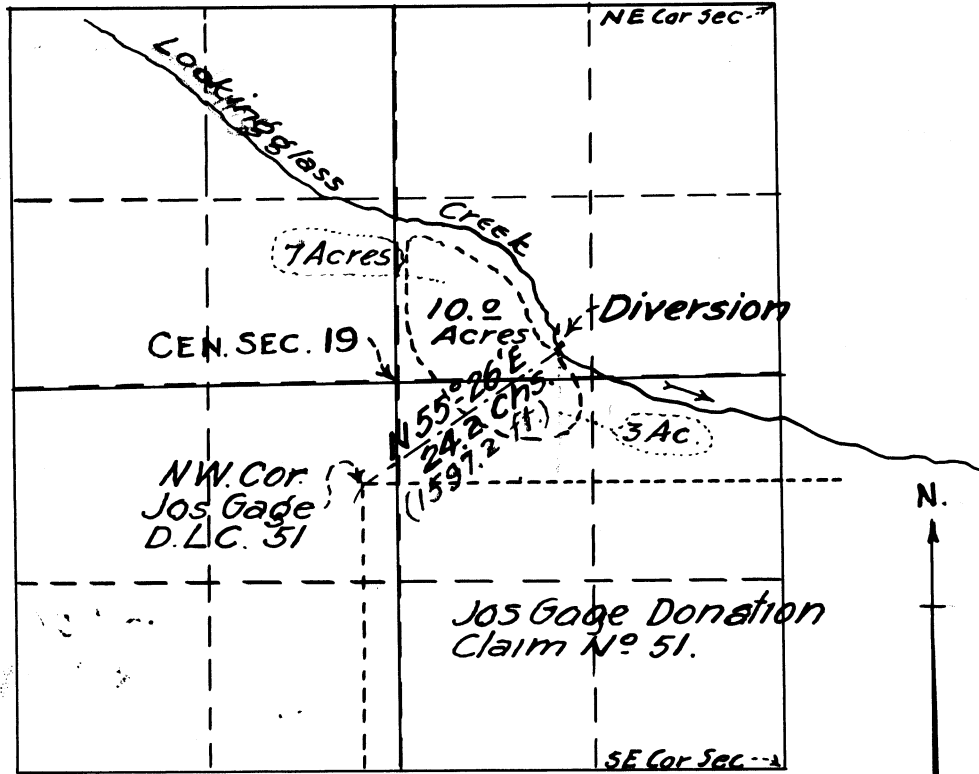 NE Cor Sec
Lookingglass
Creek
7 Acres
10.0
Acres
Diversion
CEN. SEC. 19
N 55°-26'E
24.2 Chs.
(1597.2 ft.)
3 Ac.
NW. Cor.
Jos Gage
D.L.C. 51
N.
Jos Gage Donation
Claim Nº 51.
SE Cor Sec